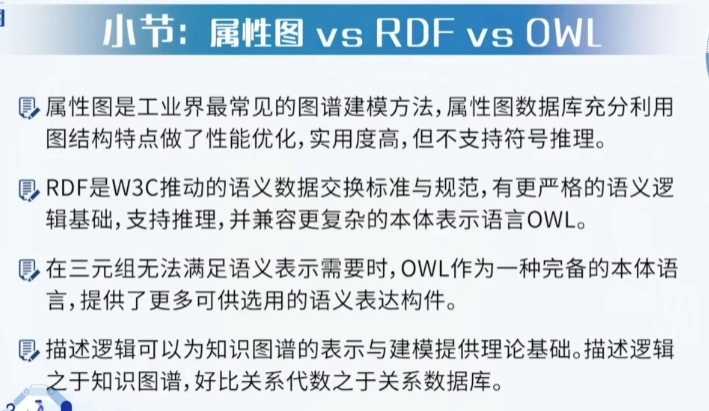 小节：属性图 vs RDF vs OWL
属性图是工业界最常见的图谱建模方法，属性图数据库充分利用
图结构特点做了性能优化，实用度高，但不支持符号推理。
RDF是W3C推动的语义数据交换标准与规范，有更严格的语义逻
辑基础，支持推理，并兼容更复杂的本体表示语言OWL。
在三元组无法满足语义表示需要时，OWL作为一种完备的本体语
言，提供了更多可供选用的语义表达构件。
描述逻辑可以为知识图谱的表示与建模提供理论基础。描述逻辑
之于知识图谱，好比关系代数之于关系数据库。